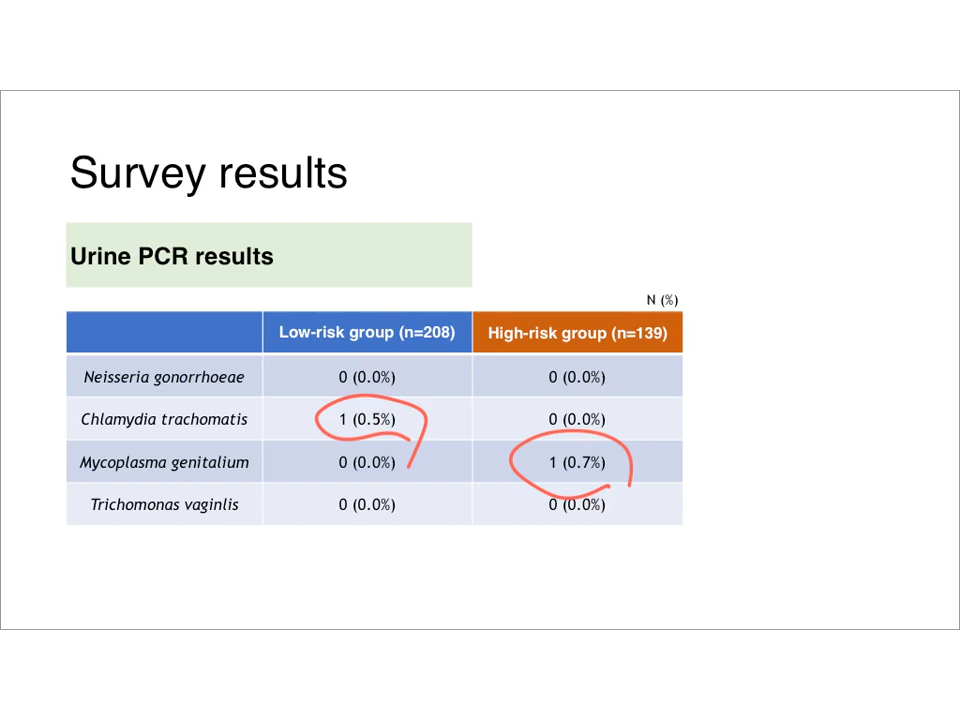 Survey results
Urine PCR results
N (%)
Low-risk group (n=208) High-risk group (n=139)
Neisseria gonorrhoeae 0 (0.0%) 0 (0.0%)
Chlamydia trachomatis 1 (0.5%) 0 (0.0%)
Mycoplasma genitalium 0 (0.0%) 1 (0.7%)
Trichomonas vaginlis 0 (0.0%) 0 (0.0%)